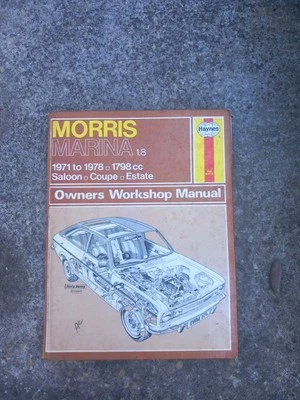 MORRIS
Haynes
MARINA 1.8
1971 to 1978 □ 1798 cc
Saloon □ Coupe □ Estate
Owners Workshop Manual